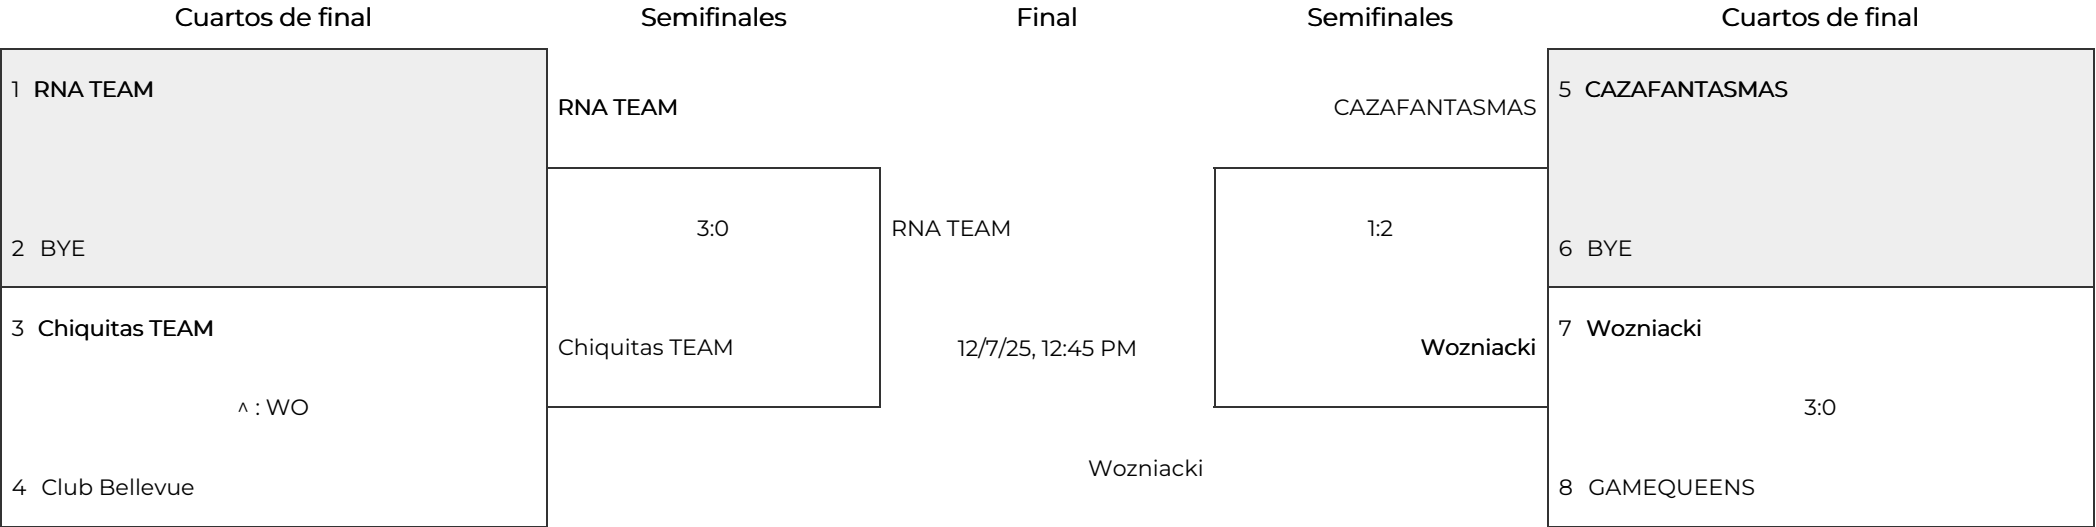 Cuartos de final
Semifinales
Final
Semifinales
Cuartos de final
1 RNA TEAM
2 BYE
3 Chiquitas TEAM
^ : WO
4 Club Bellevue
RNA TEAM
3:0
Chiquitas TEAM
RNA TEAM
12/7/25, 12:45 PM
Wozniacki
CAZAFANTASMAS
1:2
Wozniacki
5 CAZAFANTASMAS
6 BYE
7 Wozniacki
3:0
8 GAMEQUEENS